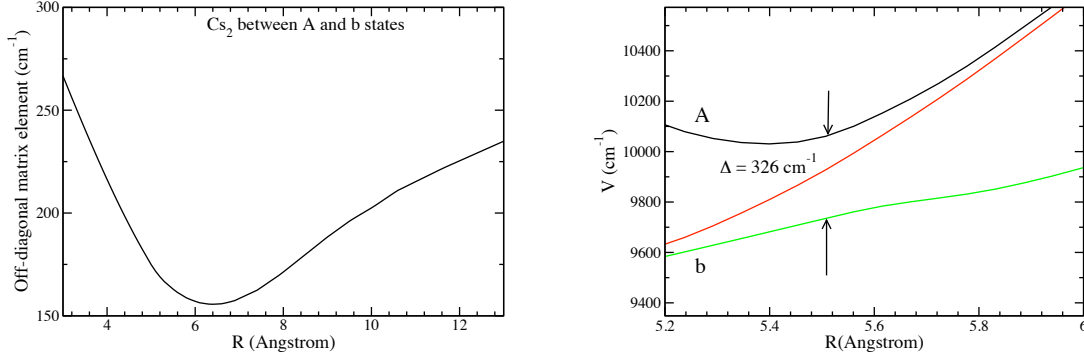 Cs₂ between A and b states
Off-diagonal matrix element (cm⁻¹)
300
250
200
150
4
6
8
10
12
R (Angstrom)
V (cm⁻¹)
10400
10200
10000
9800
9600
9400
A
Δ = 326 cm⁻¹
b
5.2
5.4
5.6
5.8
6
R(Angstrom)